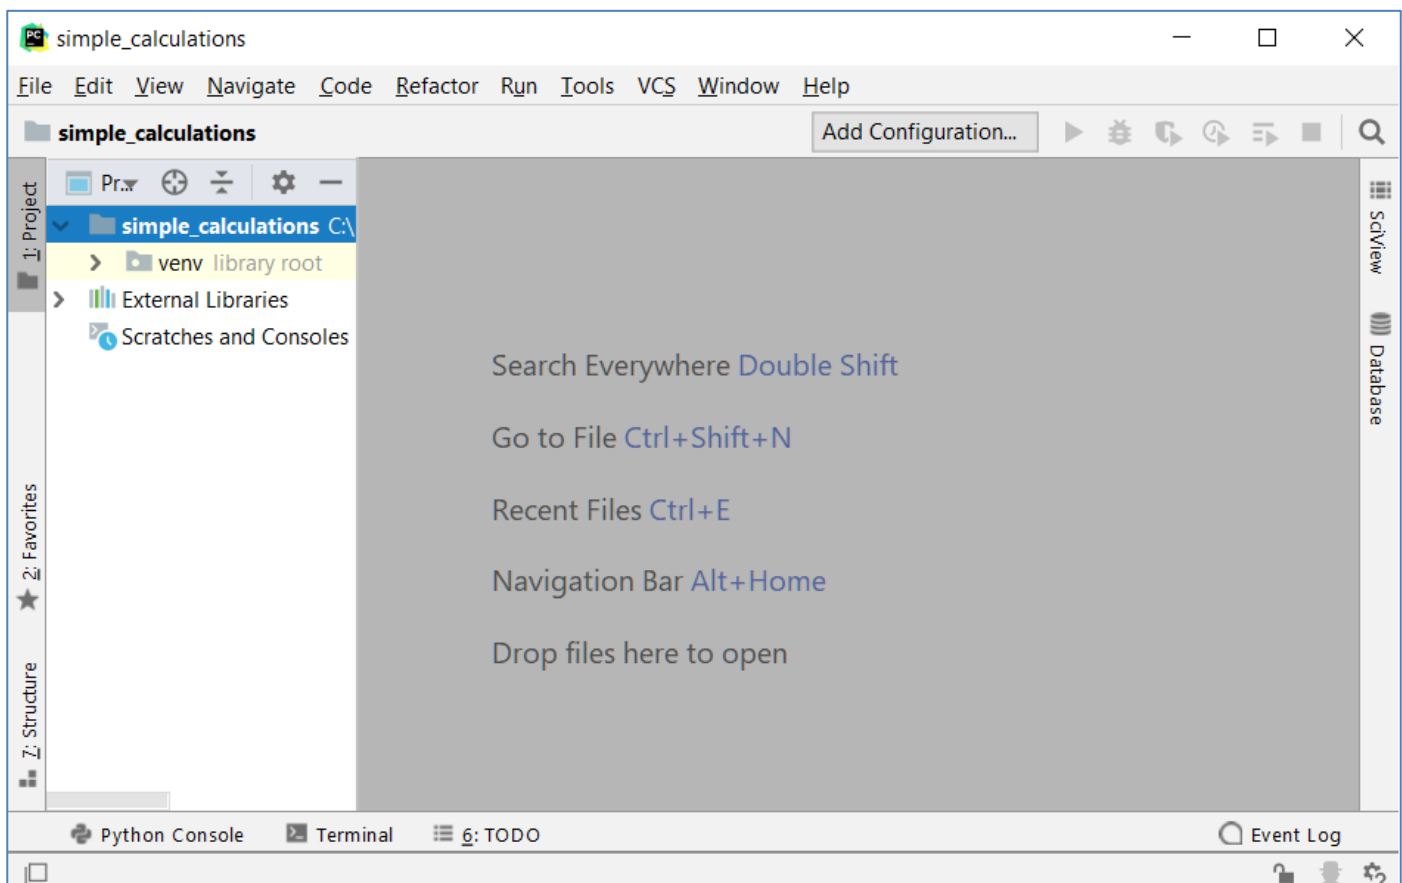 PC simple_calculations
File Edit View Navigate Code Refactor Run Tools VCS Window Help
simple_calculations Add Configuration...
1: Project
Pr...
simple_calculations C:\
venv library root
External Libraries
Scratches and Consoles
2: Favorites
7: Structure
Search Everywhere Double Shift
Go to File Ctrl+Shift+N
Recent Files Ctrl+E
Navigation Bar Alt+Home
Drop files here to open
SciView
Database
Python Console Terminal 6: TODO Event Log